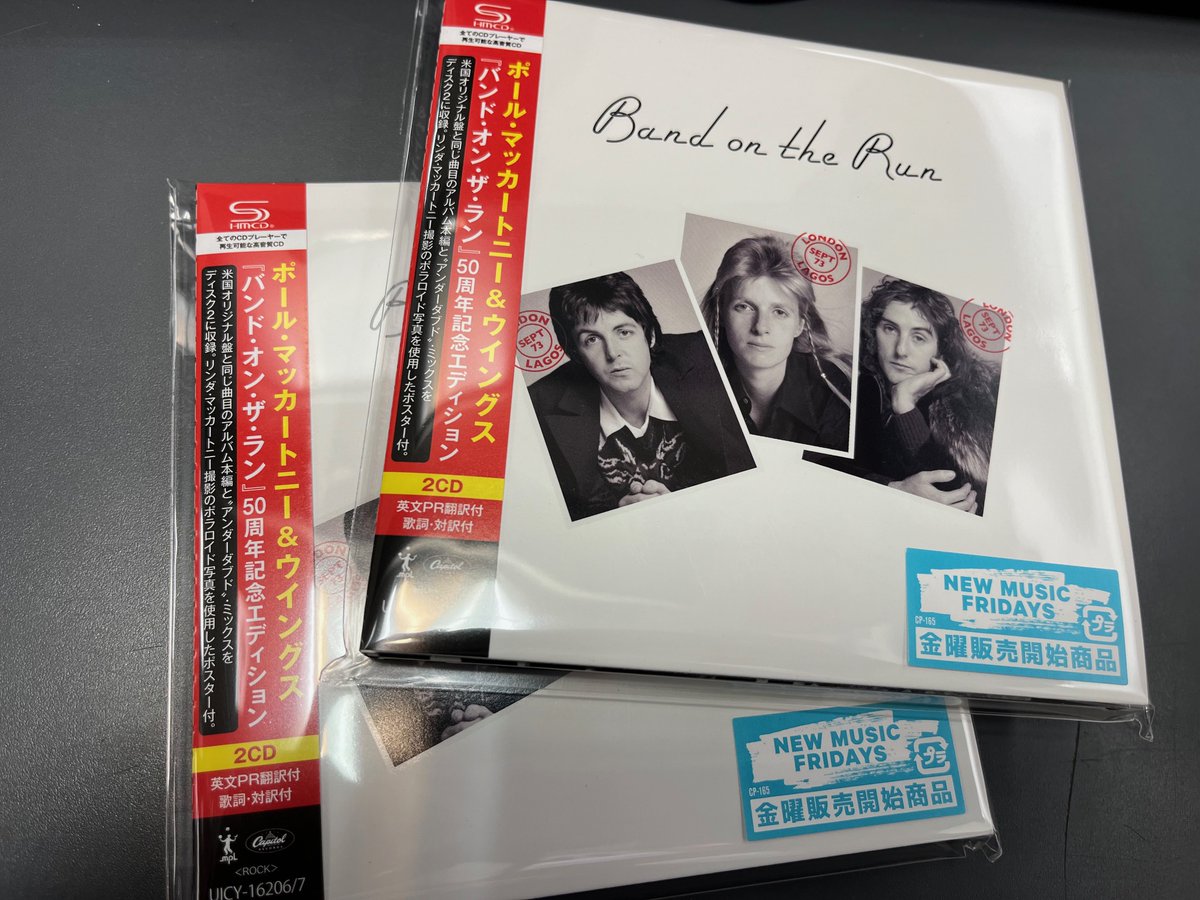 SHM-CD®
全てのCDプレーヤーで
再生可能な高音質CD
ポール・マッカートニー&ウイングス
『バンド・オン・ザ・ラン』50周年記念エディション
米国オリジナル盤と同じ曲目のアルバム本編と“アンダーダブド”・ミックスを
ディスク2に収録。リンダ・マッカートニー撮影のポラロイド写真を使用したポスター付。
2CD
英文PR翻訳付
歌詞・対訳付
mpl
Capitol
Band on the Run
LONDON
SEPT
73
LAGOS
LONDON
SEPT
73
LAGOS
LONDON
SEPT
73
LAGOS
NEW MUSIC
FRIDAYS
プラ
CP-165
金曜販売開始商品
SHM-CD®
全てのCDプレーヤーで
再生可能な高音質CD
ポール・マッカートニー&ウイングス
『バンド・オン・ザ・ラン』50周年記念エディション
米国オリジナル盤と同じ曲目のアルバム本編と“アンダーダブド”・ミックスを
ディスク2に収録。リンダ・マッカートニー撮影のポラロイド写真を使用したポスター付。
2CD
英文PR翻訳付
歌詞・対訳付
mpl
Capitol
RECORDS
<ROCK>
UICY-16206/7
B
NEW MUSIC
FRIDAYS
プラ
CP-165
金曜販売開始商品